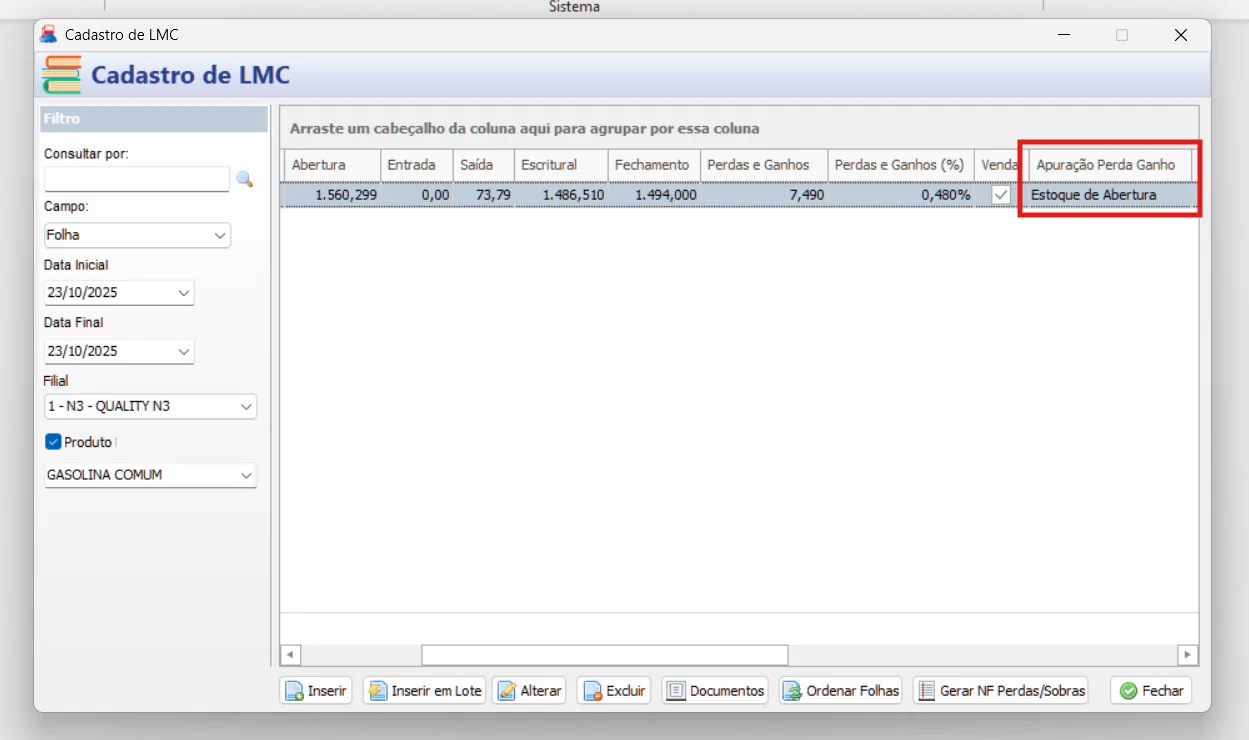 Sistema
Cadastro de LMC
Cadastro de LMC
Filtro
Consultar por:
Campo:
Folha
Data Inicial
23/10/2025
Data Final
23/10/2025
Filial
1 - N3 - QUALITY N3
Produto
GASOLINA COMUM
Arraste um cabeçalho da coluna aqui para agrupar por essa coluna
Abertura Entrada Saída Escritural Fechamento Perdas e Ganhos Perdas e Ganhos (%) Venda Apuração Perda Ganho
1.560,299 0,00 73,79 1.486,510 1.494,000 7,490 0,480% Estoque de Abertura
Inserir Inserir em Lote Alterar Excluir Documentos Ordenar Folhas Gerar NF Perdas/Sobras Fechar